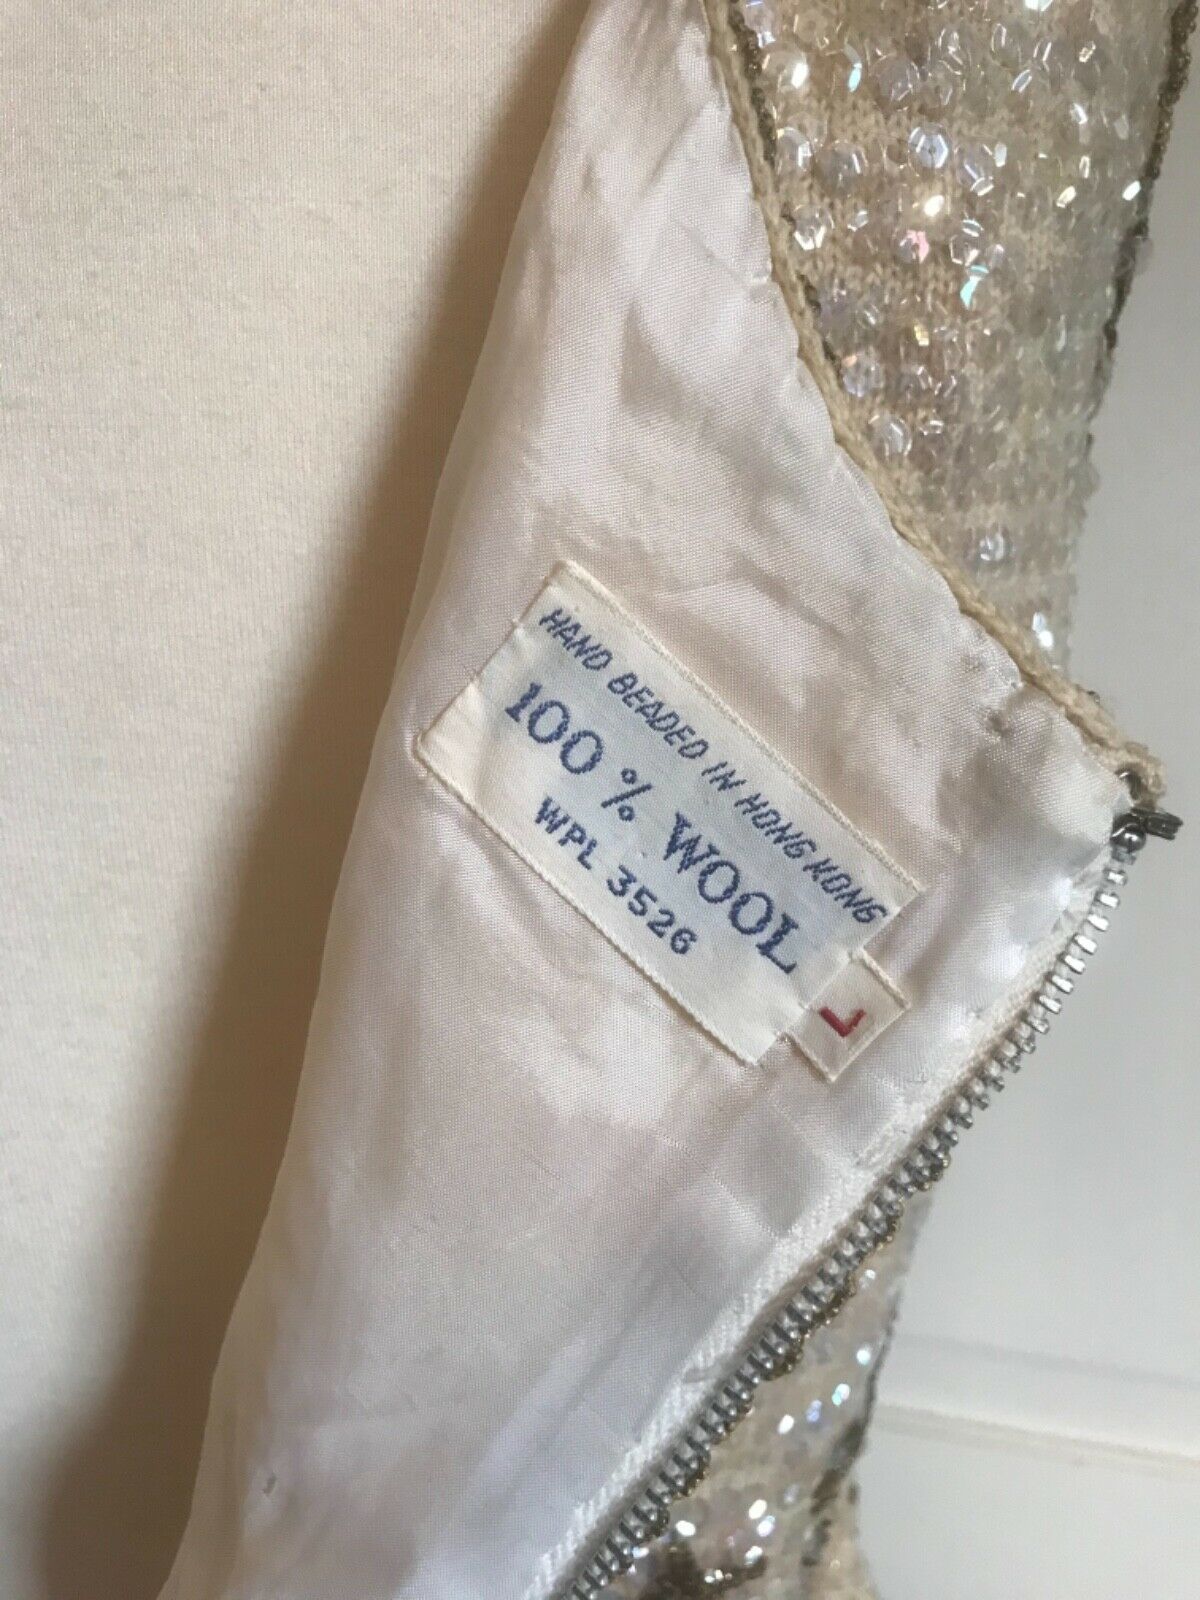 HAND BEADED IN HONG KONG
100% WOOL
WPL 3526
L